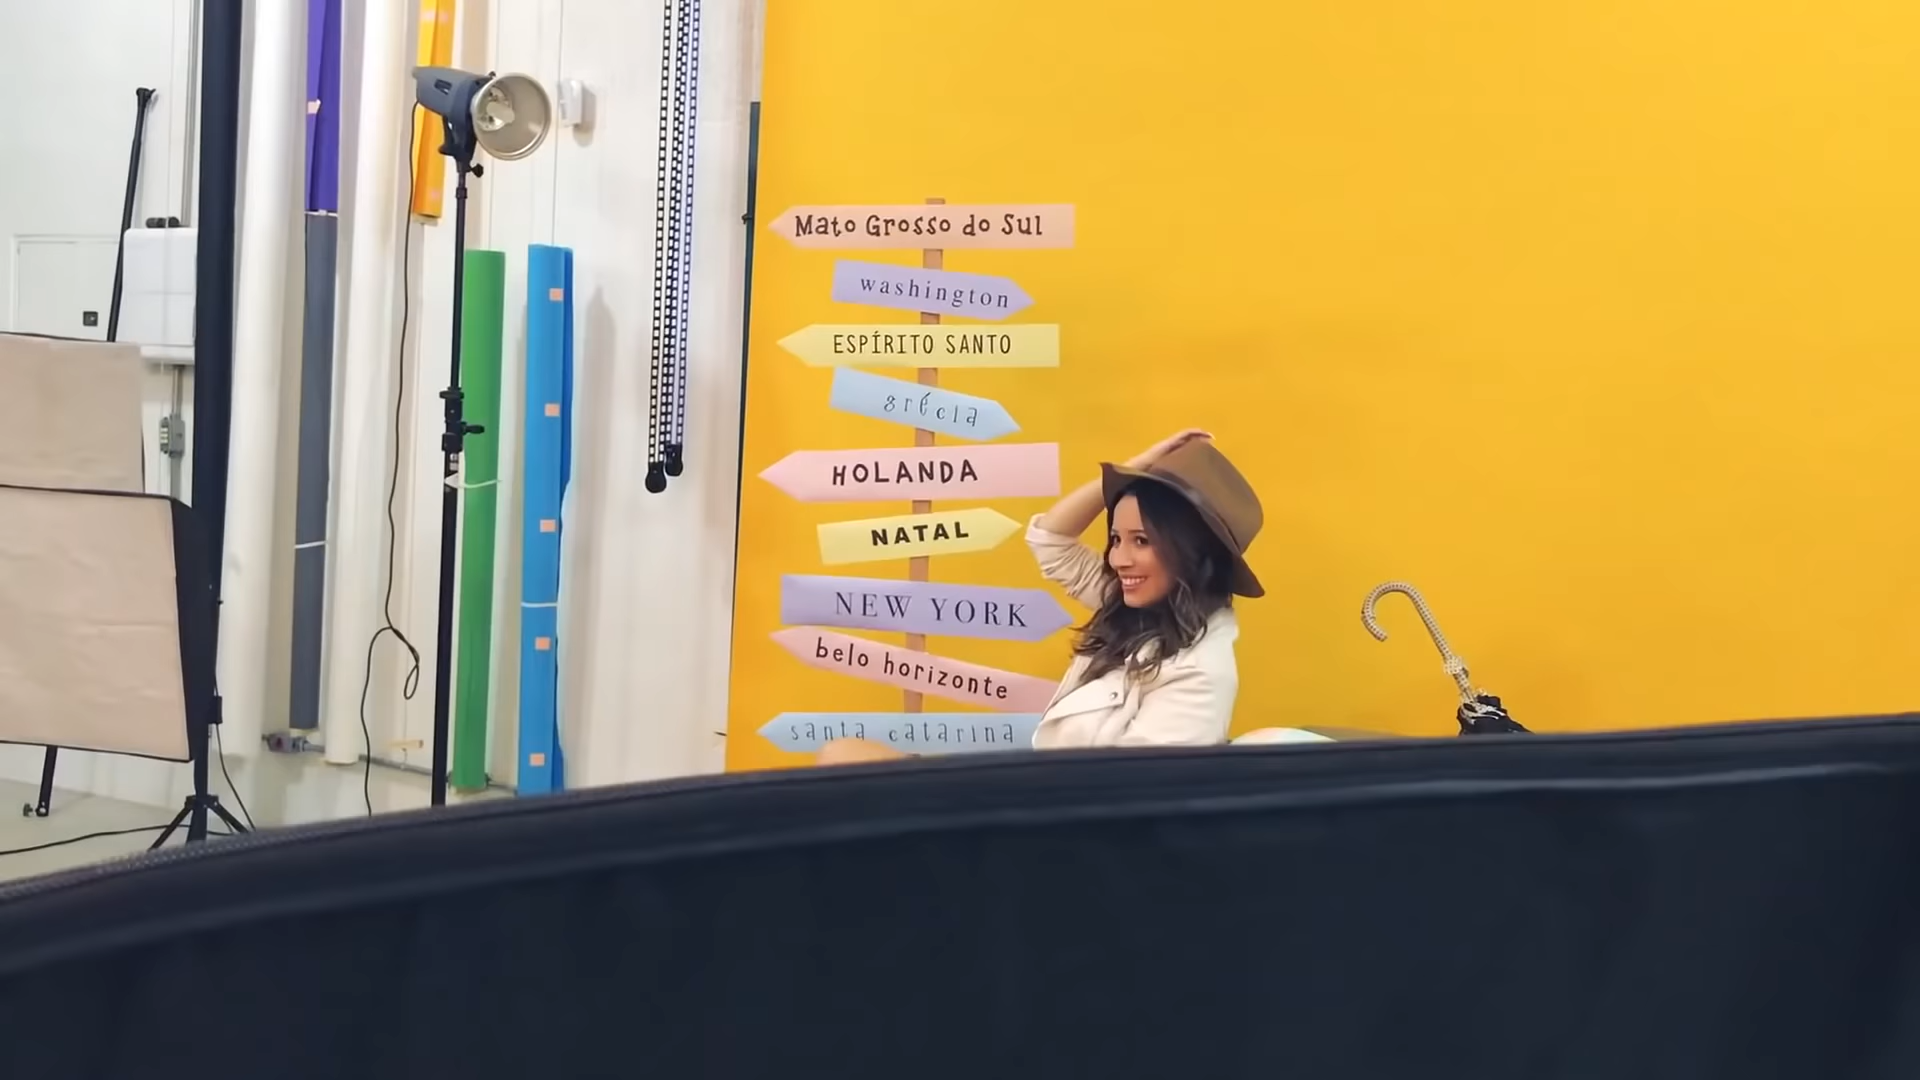 Mato Grosso do Sul
washington
ESPÍRITO SANTO
grécia
HOLANDA
NATAL
NEW YORK
belo horizonte
santa catarina